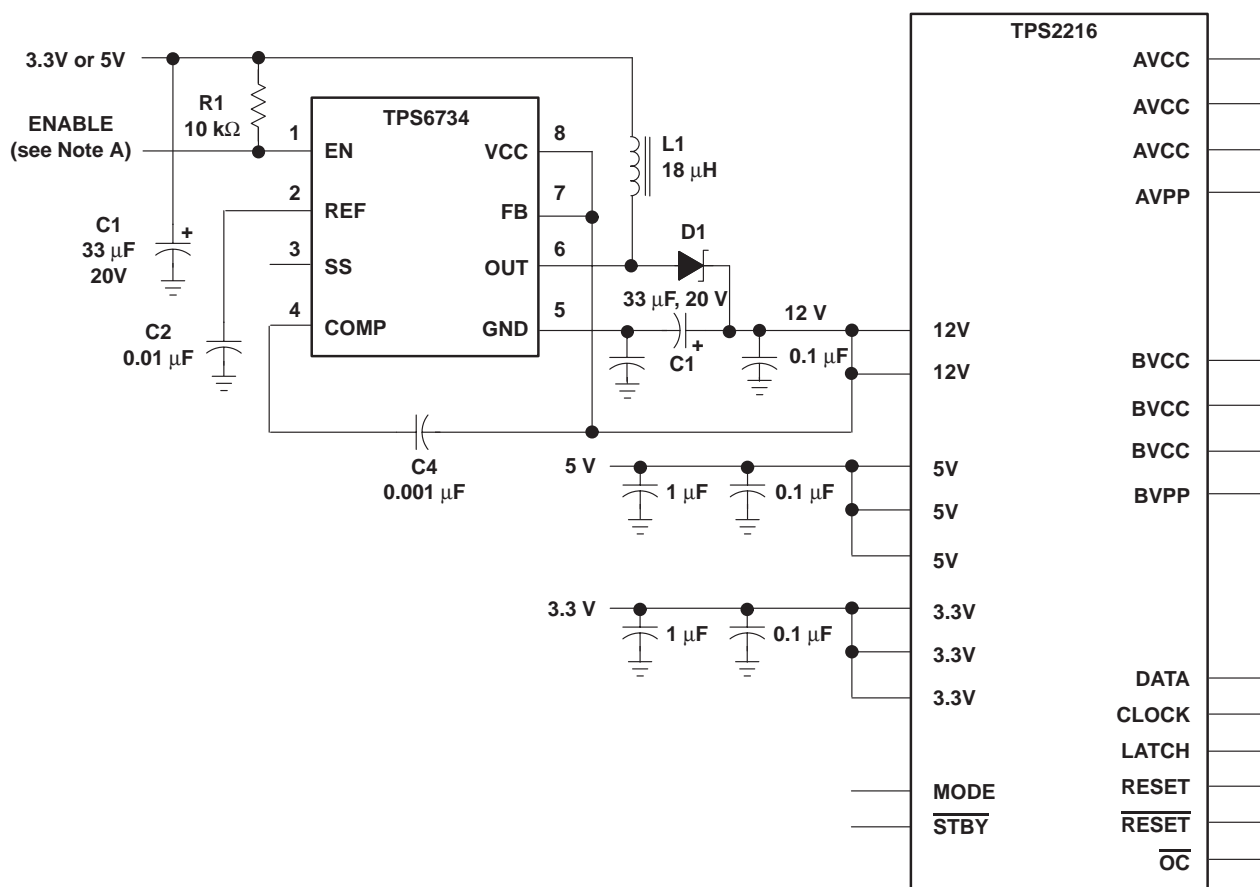 TPS2216
3.3V or 5V
AVCC
R1
10 kΩ
TPS6734
AVCC
ENABLE
(see Note A)
1
EN
VCC
8
L1
18 μH
AVCC
2
REF
FB
7
AVPP
C1
33 μF
20V
+
3
SS
OUT
6
D1
33 μF, 20 V
4
COMP
GND
5
12 V
12V
C2
0.01 μF
C1
+
0.1 μF
12V
BVCC
BVCC
C4
0.001 μF
5 V
1 μF
0.1 μF
5V
BVCC
5V
BVPP
5V
3.3 V
1 μF
0.1 μF
3.3V
3.3V
3.3V
DATA
CLOCK
LATCH
MODE
RESET
STBY
RESET
OC